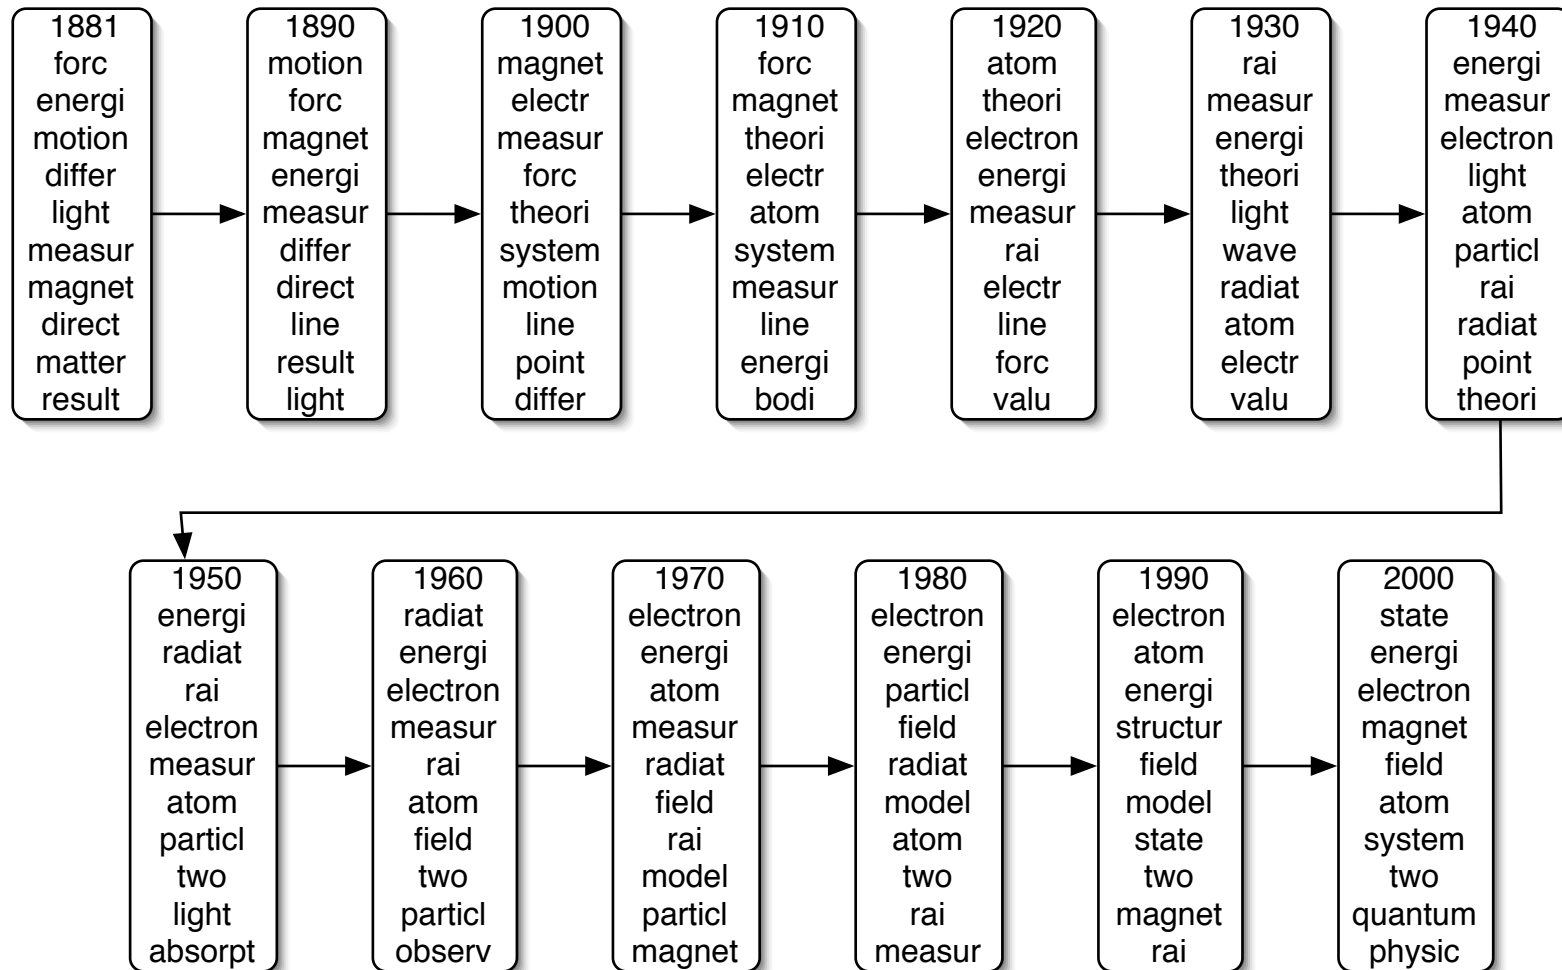 1881
forc
energi
motion
differ
light
measur
magnet
direct
matter
result
1890
motion
forc
magnet
energi
measur
differ
direct
line
result
light
1900
magnet
electr
measur
forc
theori
system
motion
line
point
differ
1910
forc
magnet
theori
electr
atom
system
measur
line
energi
bodi
1920
atom
theori
electron
energi
measur
rai
electr
line
forc
valu
1930
rai
measur
energi
theori
light
wave
radiat
atom
electr
valu
1940
energi
measur
electron
light
atom
particl
rai
radiat
point
theori
1950
energi
radiat
rai
electron
measur
atom
particl
two
light
absorpt
1960
radiat
energi
electron
measur
rai
atom
field
two
particl
observ
1970
electron
energi
atom
measur
radiat
field
rai
model
particl
magnet
1980
electron
energi
particl
field
radiat
model
atom
two
rai
measur
1990
electron
atom
energi
structur
field
model
state
two
magnet
rai
2000
state
energi
electron
magnet
field
atom
system
two
quantum
physic